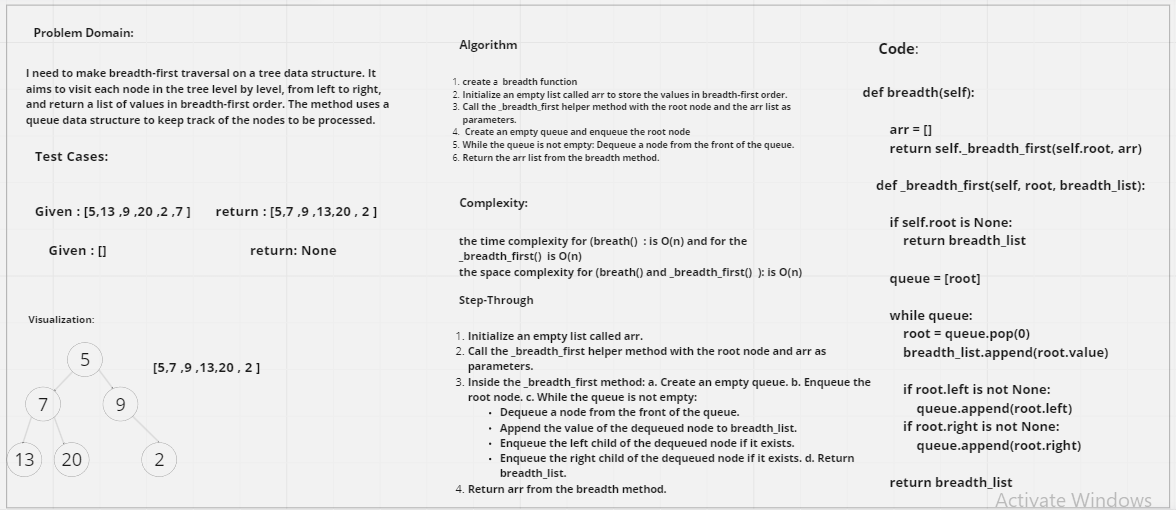 Problem Domain:
I need to make breadth-first traversal on a tree data structure. It
aims to visit each node in the tree level by level, from left to right,
and return a list of values in breadth-first order. The method uses a
queue data structure to keep track of the nodes to be processed.
Test Cases:
Given : [5,13 ,9 ,20 ,2 ,7 ] return : [5,7 ,9 ,13,20 , 2 ]
Given : [] return: None
Visualization:
5
[5,7 ,9 ,13,20 , 2 ]
7 9
13 20 2
Algorithm
1. create a breadth function
2. Initialize an empty list called arr to store the values in breadth-first order.
3. Call the _breadth_first helper method with the root node and the arr list as
parameters.
4. Create an empty queue and enqueue the root node
5. While the queue is not empty: Dequeue a node from the front of the queue.
6. Return the arr list from the breadth method.
Complexity:
the time complexity for (breath() : is O(n) and for the
_breadth_first() is O(n)
the space complexity for (breath() and _breadth_first() ): is O(n)
Step-Through
1. Initialize an empty list called arr.
2. Call the _breadth_first helper method with the root node and arr as
parameters.
3. Inside the _breadth_first method: a. Create an empty queue. b. Enqueue the
root node. c. While the queue is not empty:
• Dequeue a node from the front of the queue.
• Append the value of the dequeued node to breadth_list.
• Enqueue the left child of the dequeued node if it exists.
• Enqueue the right child of the dequeued node if it exists. d. Return
breadth_list.
4. Return arr from the breadth method.
Code:
def breadth(self):
arr = []
return self._breadth_first(self.root, arr)
def _breadth_first(self, root, breadth_list):
if self.root is None:
return breadth_list
queue = [root]
while queue:
root = queue.pop(0)
breadth_list.append(root.value)
if root.left is not None:
queue.append(root.left)
if root.right is not None:
queue.append(root.right)
return breadth_list
Activate Windows